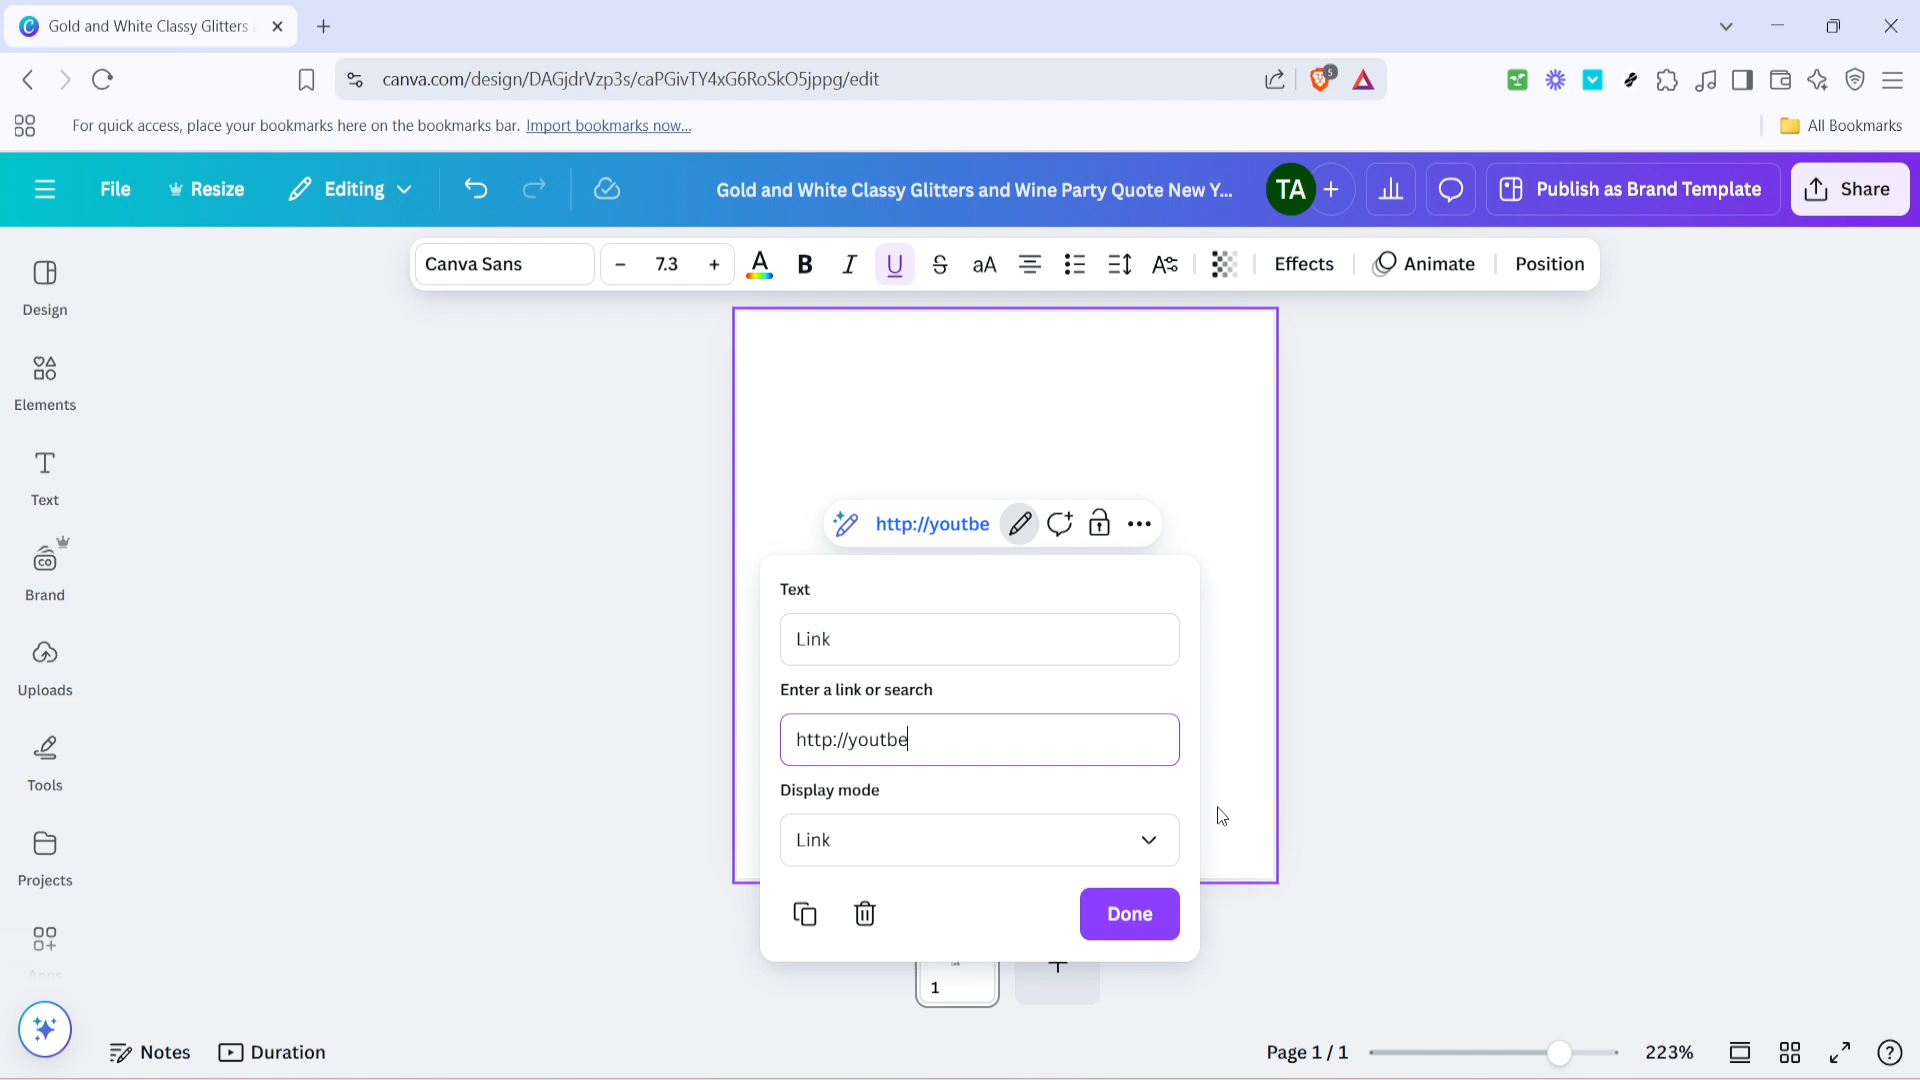 Gold and White Classy Glitters a
5
canva.com/design/DAGjdrVzp3s/caPGivTY4xG6RoSkO5jppg/edit
For quick access, place your bookmarks here on the bookmarks bar. Import bookmarks now...
All Bookmarks
File
Resize
Editing
Gold and White Classy Glitters and Wine Party Quote New Y...
TA
Publish as Brand Template
Share
Canva Sans
7.3
A
B
I
U
S
aA
Effects
Animate
Position
Design
Elements
Text
Brand
Uploads
Tools
Projects
Apps
http://youtbe
Text
Link
Enter a link or search
http://youtbe
Display mode
Link
Done
1
Notes
Duration
Page 1 / 1
223%